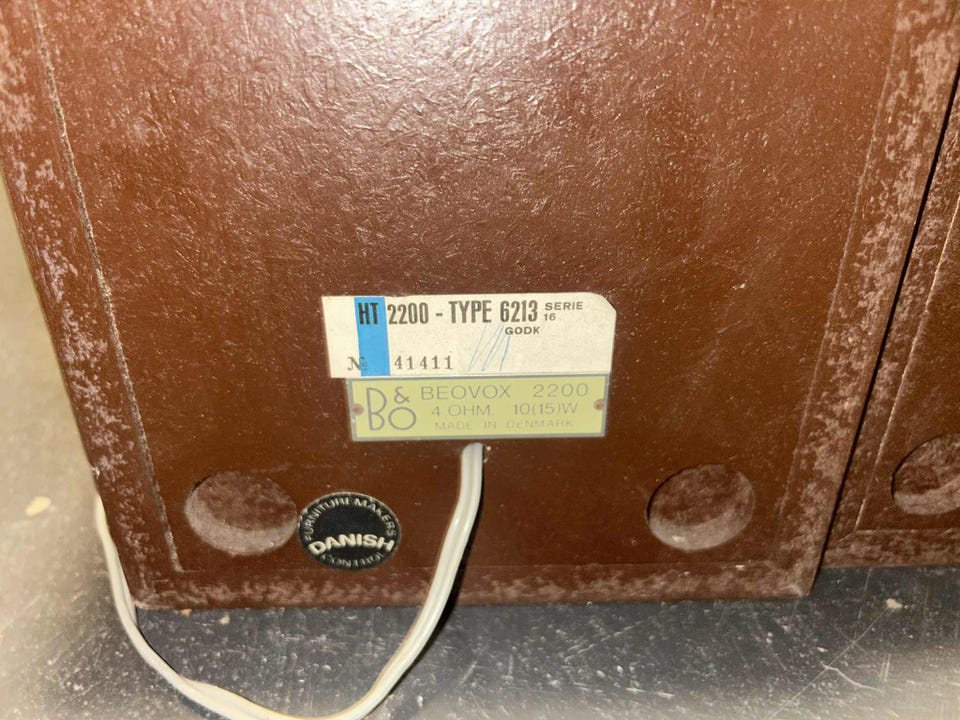 HT 2200 - TYPE 6213 SERIE 16
GODK
№ 41411
B&O
BEOVOX 2200
4 OHM 10(15)W
MADE IN DENMARK
FURNITURE MAKERS
DANISH
CONTROL